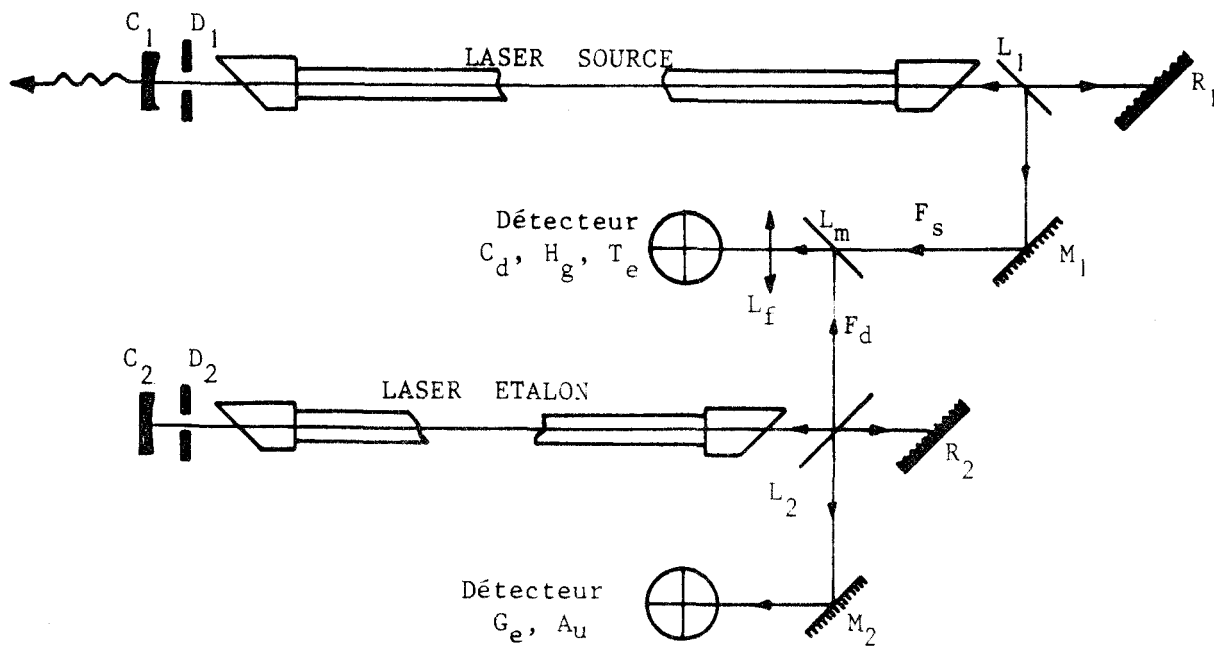 C1 D1
LASER SOURCE
L1
R1
Détecteur
Cd, Hg, Te
Lm
Fs
M1
Lf
Fd
C2 D2
LASER ETALON
R2
L2
Détecteur
Ge, Au
M2